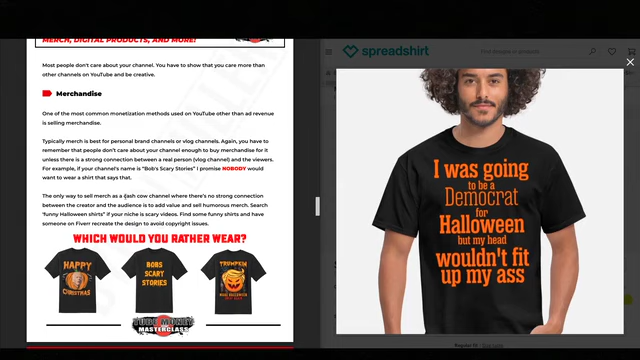 MERCH, DIGITAL PRODUCTS, AND MORE!
Most people don't care about your channel. You have to show that you care more than
other channels on YouTube and be creative.
Merchandise
One of the most common monetization methods used on YouTube other than ad revenue
is selling merchandise.
Typically merch is best for personal brand channels or vlog channels. Again, you have to
remember that people don't care about your channel enough to buy merchandise for it
unless there is a strong connection between a real person (vlog channel) and the viewers.
For example, if your channel's name is "Bob's Scary Stories" I promise NOBODY would
want to wear a shirt that says that.
The only way to sell merch as a cash cow channel where there's no strong connection
between the creator and the audience is to add value and sell humorous merch. Search
"funny Halloween shirts" if your niche is scary videos. Find some funny shirts and have
someone on Fiverr recreate the design to avoid copyright issues.
WHICH WOULD YOU RATHER WEAR?
HAPPY
CHRISTMAS
BOBS
SCARY
STORIES
TRUMPKIN
TUBE MONEY
MASTERCLASS
spreadshirt
I was going
to be a
Democrat
for
Halloween
but my head
wouldn't fit
up my ass